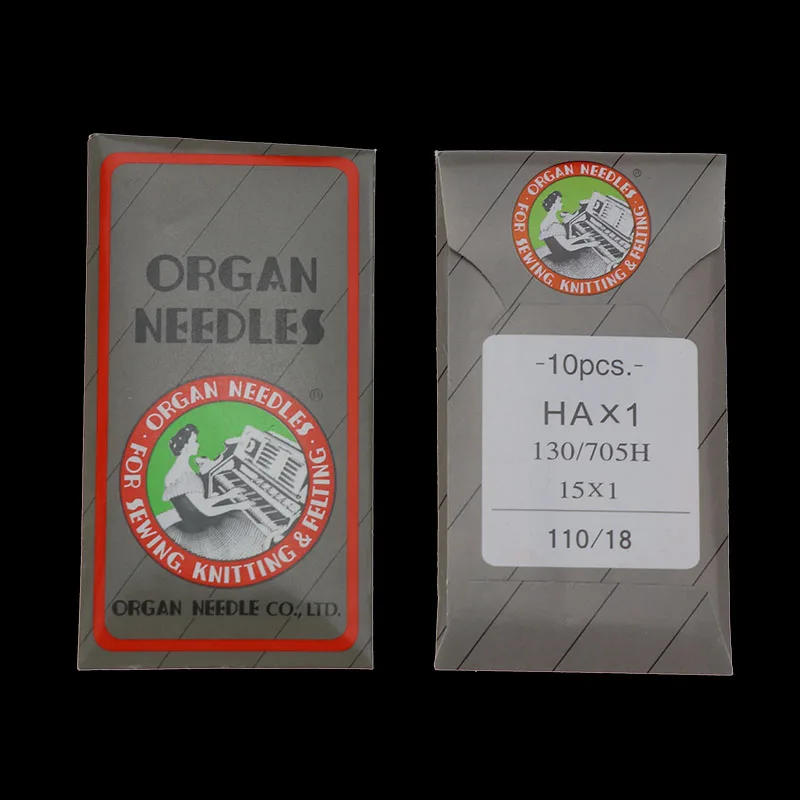 ORGAN
NEEDLES
®
· ORGAN NEEDLES ·
FOR SEWING, KNITTING & FELTING
ORGAN NEEDLE CO., LTD.
· ORGAN NEEDLES ·
®
FOR SEWING, KNITTING & FELTING
-10pcs.-
HA×1
130/705H
15×1
110/18